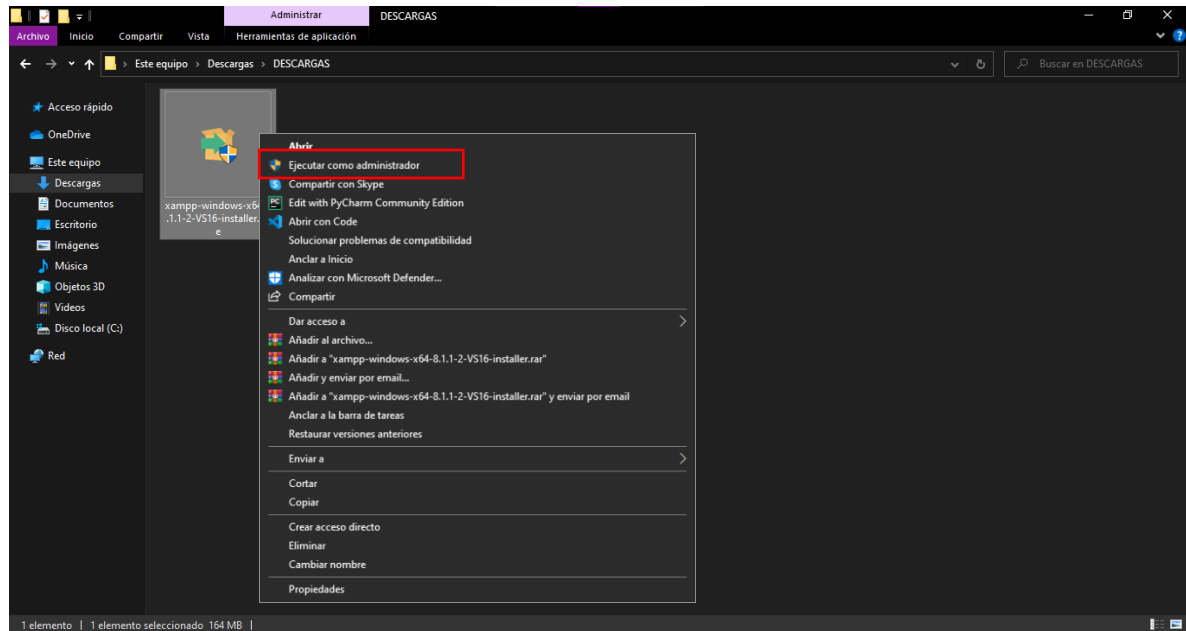 Administrar
DESCARGAS
Archivo
Inicio
Compartir
Vista
Herramientas de aplicación
Este equipo > Descargas > DESCARGAS
Buscar en DESCARGAS
Acceso rápido
OneDrive
Este equipo
Descargas
Documentos
Escritorio
Imágenes
Música
Objetos 3D
Videos
Disco local (C:)
Red
xampp-windows-x6
.1.1-2-VS16-installer.
e
Abrir
Ejecutar como administrador
Compartir con Skype
Edit with PyCharm Community Edition
Abrir con Code
Solucionar problemas de compatibilidad
Anclar a Inicio
Analizar con Microsoft Defender...
Compartir
Dar acceso a
Añadir al archivo...
Añadir a "xampp-windows-x64-8.1.1-2-VS16-installer.rar"
Añadir y enviar por email...
Añadir a "xampp-windows-x64-8.1.1-2-VS16-installer.rar" y enviar por email
Anclar a la barra de tareas
Restaurar versiones anteriores
Enviar a
Cortar
Copiar
Crear acceso directo
Eliminar
Cambiar nombre
Propiedades
1 elemento | 1 elemento seleccionado 164 MB |